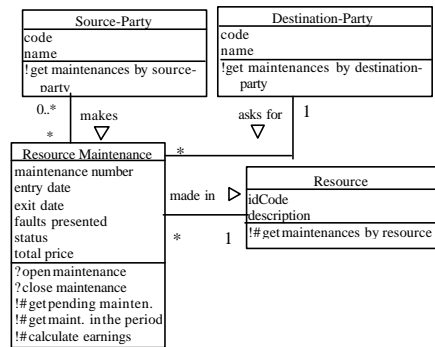 Source-Party
code
name
!get maintenances by source-
party
Destination-Party
code
name
!get maintenances by destination-
party
0..*
*
makes
asks for
1
Resource Maintenance
maintenance number
entry date
exit date
faults presented
status
total price
?open maintenance
?close maintenance
!#get pending mainten.
!#get maint. in the period
!#calculate earnings
*
made in
*
1
Resource
idCode
description
!#get maintenances by resource